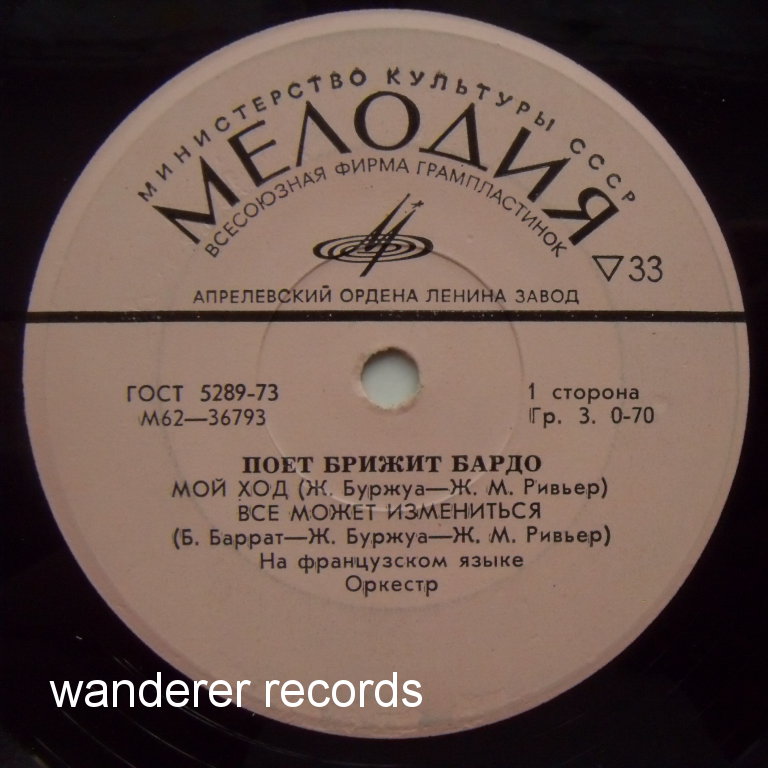 МИНИСТЕРСТВО КУЛЬТУРЫ СССР
МЕЛОДИЯ
ВСЕСОЮЗНАЯ ФИРМА ГРАМПЛАСТИНОК
▽33
АПРЕЛЕВСКИЙ ОРДЕНА ЛЕНИНА ЗАВОД
ГОСТ 5289-73 1 сторона
М62—36793 Гр. 3. 0-70
ПОЕТ БРИЖИТ БАРДО
МОЙ ХОД (Ж. Буржуа—Ж. М. Ривьер)
ВСЕ МОЖЕТ ИЗМЕНИТЬСЯ
(Б. Баррат—Ж. Буржуа—Ж. М. Ривьер)
На французском языке
Оркестр
wanderer records